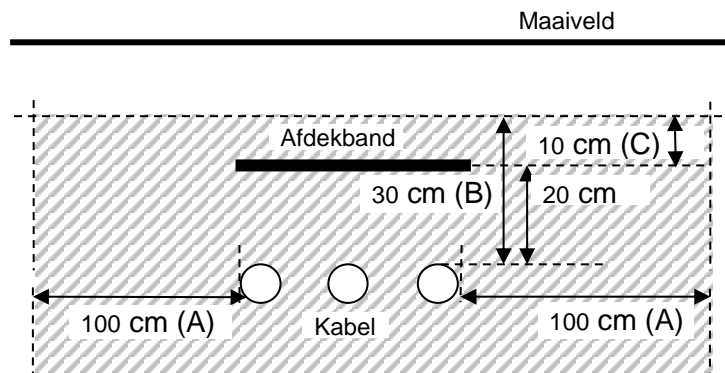 Maaiveld
Afdekband
10 cm (C)
30 cm (B)
20 cm
100 cm (A)
Kabel
100 cm (A)